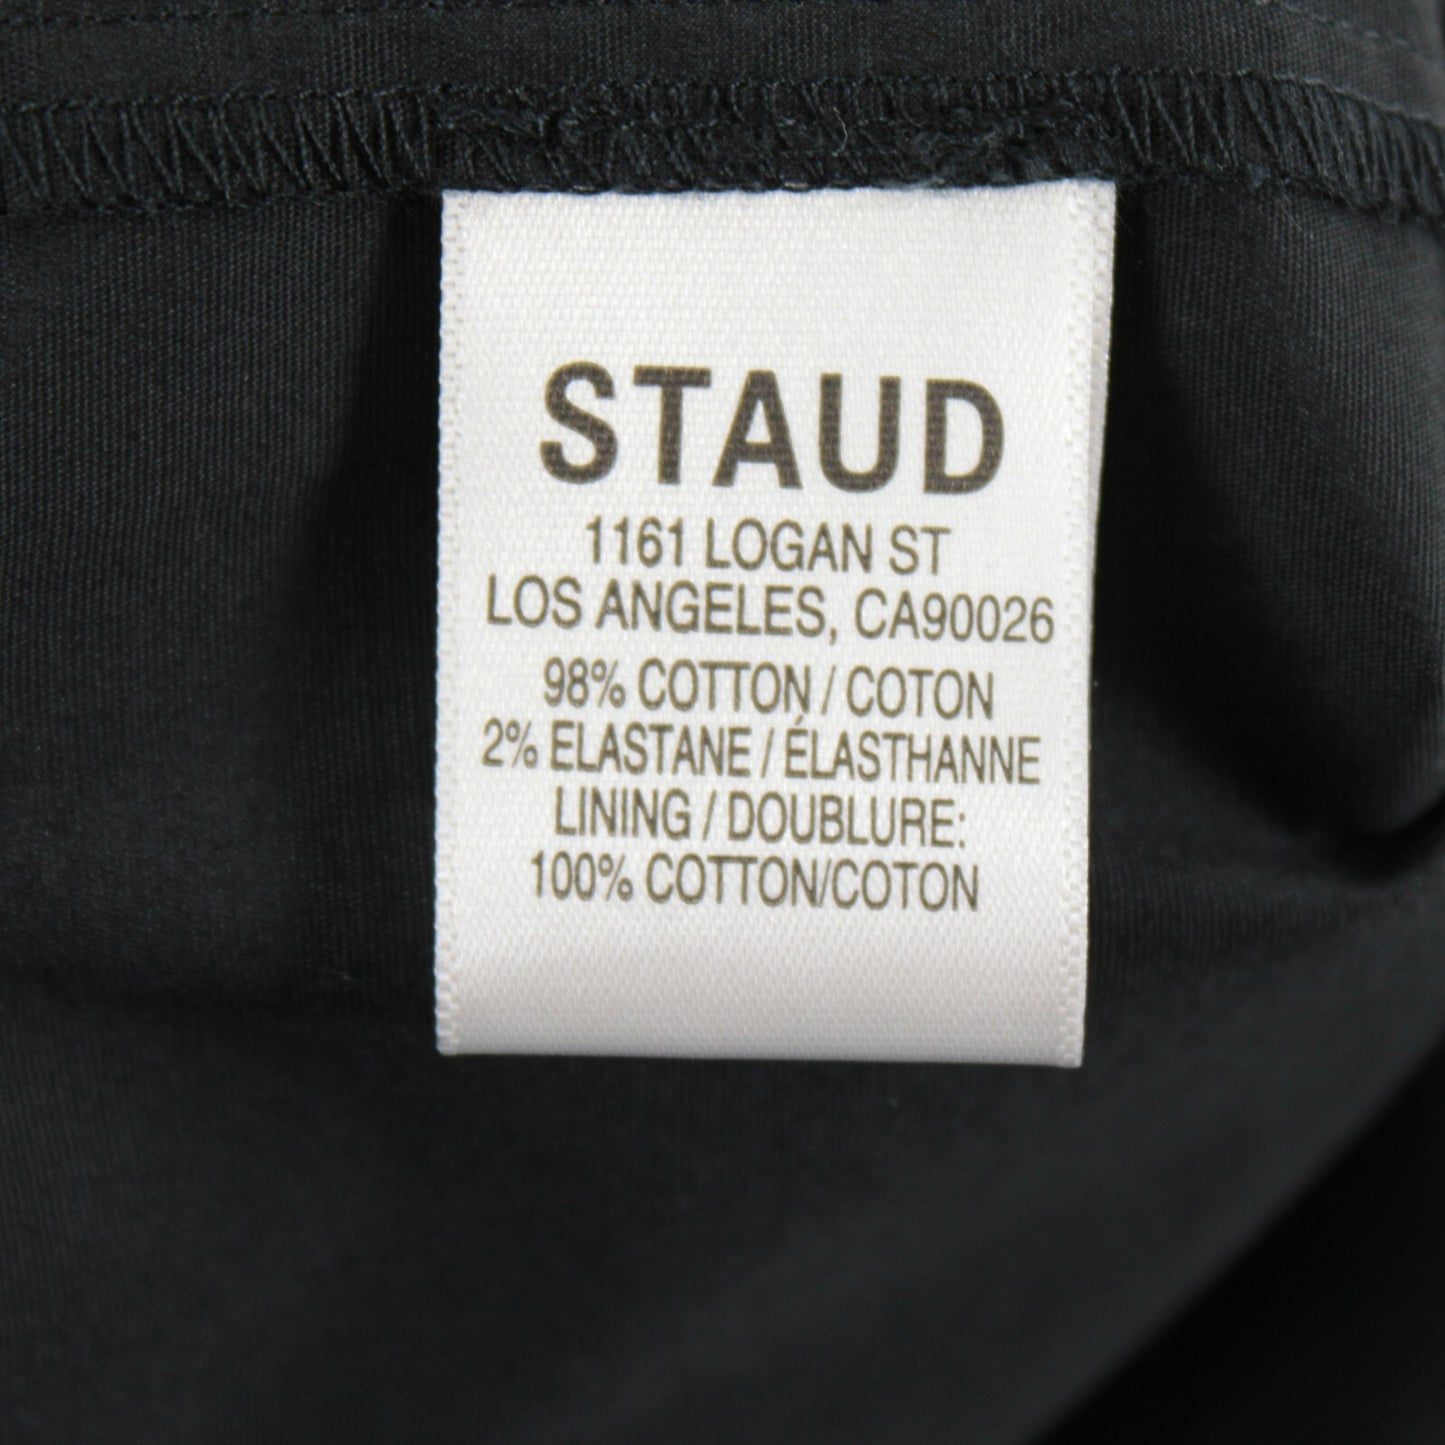 STAUD
1161 LOGAN ST
LOS ANGELES, CA90026
98% COTTON / COTON
2% ELASTANE / ÉLASTHANNE
LINING / DOUBLURE:
100% COTTON/COTON